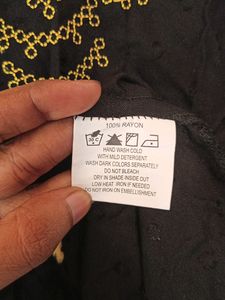 100% RAYON
30 C
HAND WASH COLD
WITH MILD DETERGENT
WASH DARK COLORS SEPARATELY
DO NOT BLEACH
DRY IN SHADE INSIDE OUT
LOW HEAT IRON IF NEEDED
DO NOT IRON ON EMBELLISHMENT